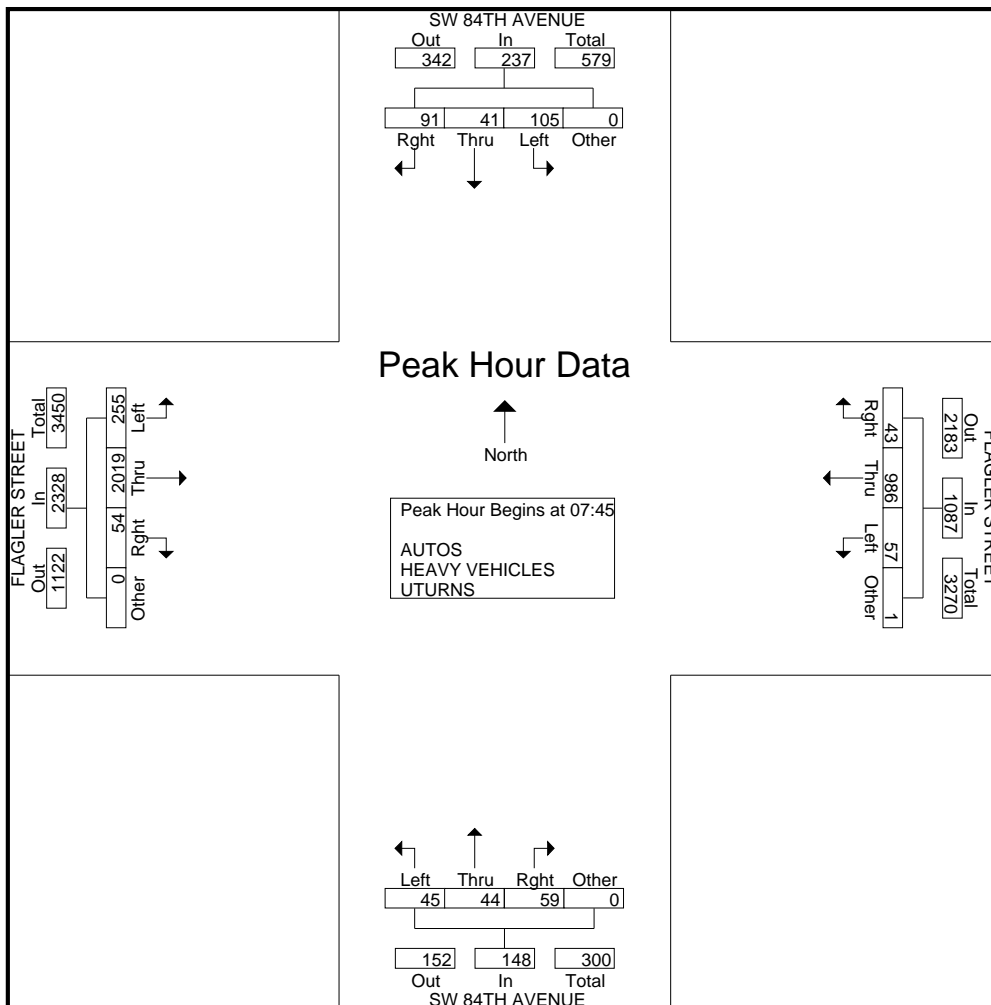 SW 84TH AVENUE
Out In Total
342 237 579
91 41 105 0
Rght Thru Left Other
Peak Hour Data
North
Peak Hour Begins at 07:45
AUTOS
HEAVY VEHICLES
UTURNS
FLAGLER STREET
Out In Total
1122 2328 3450
Left Thru Rght Other
255 2019 54 0
FLAGLER STREET
Out In Total
2183 1087 3270
Rght Thru Left Other
43 986 57 1
Left Thru Rght Other
45 44 59 0
152 148 300
Out In Total
SW 84TH AVENUE